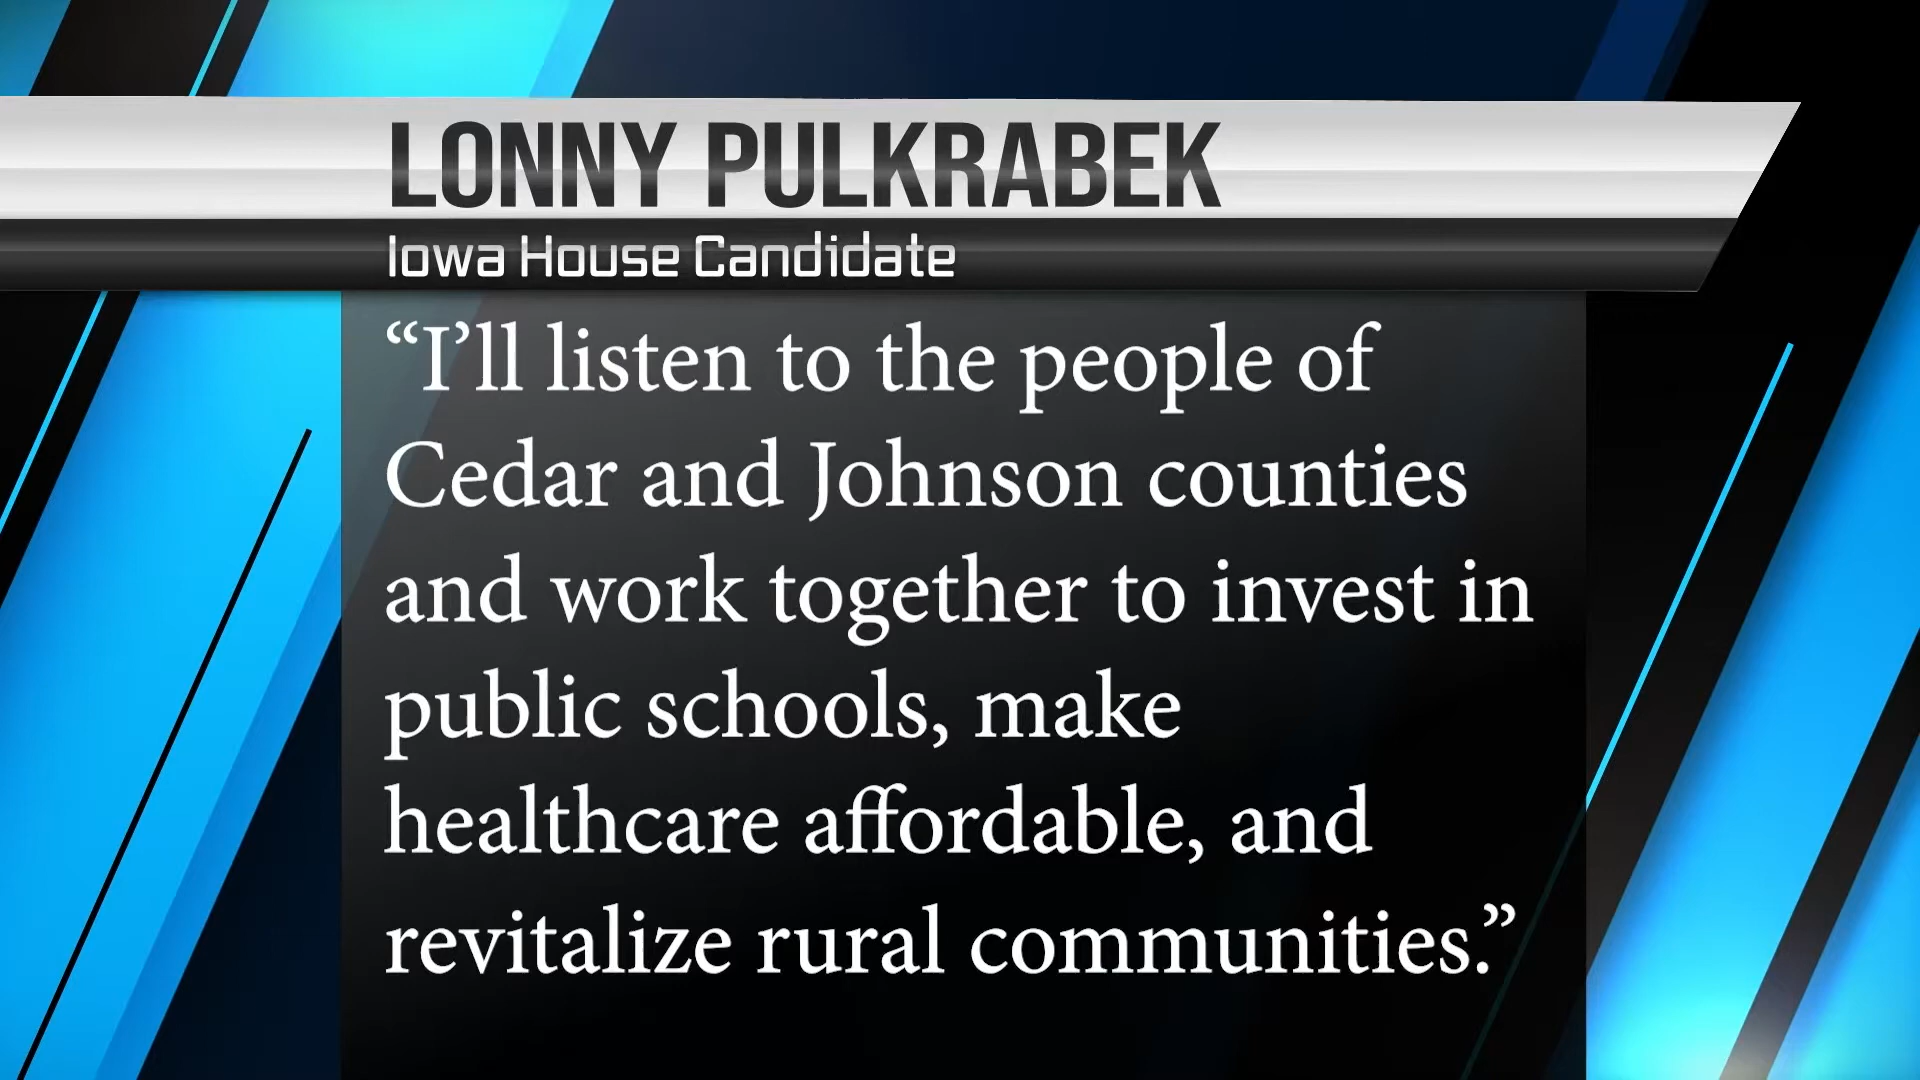 LONNY PULKRABEK
Iowa House Candidate
“I’ll listen to the people of
Cedar and Johnson counties
and work together to invest in
public schools, make
healthcare affordable, and
revitalize rural communities.”